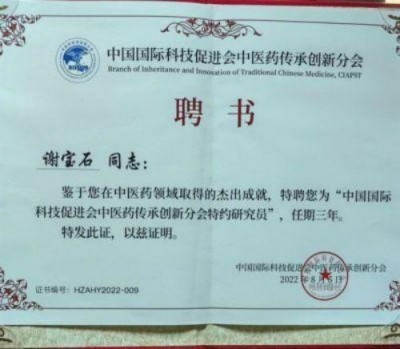 中国国际科技促进会中医药传承创新分会
Branch of Inheritance and Innovation of Traditional Chinese Medicine, CIAPST
聘书
谢宝石 同志：
鉴于您在中医药领域取得的杰出成就，特聘您为“中国国际
科技促进会中医药传承创新分会特约研究员”，任期三年。
特发此证，以兹证明。
中国国际科技促进会中医药传承创新分会
2022年8月6日
证书编号：HZAHY2022-009